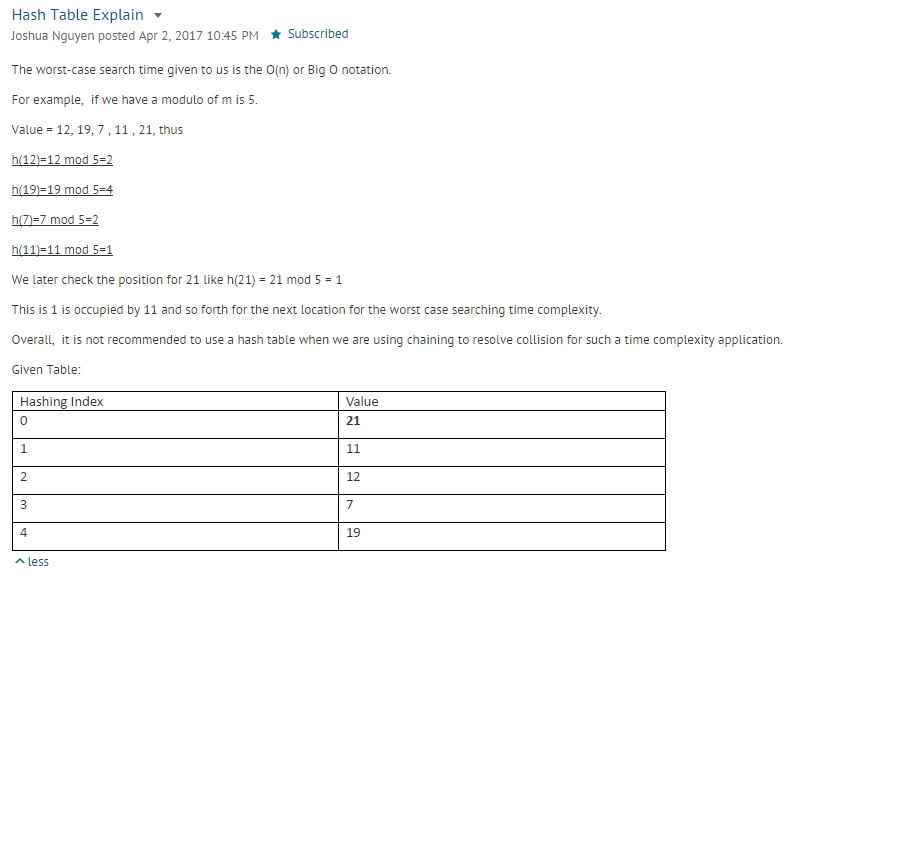 Hash Table Explain
Joshua Nguyen posted Apr 2, 2017 10:45 PM ★ Subscribed
The worst-case search time given to us is the O(n) or Big O notation.
For example, if we have a modulo of m is 5.
Value = 12, 19, 7 , 11 , 21, thus
h(12)=12 mod 5=2
h(19)=19 mod 5=4
h(7)=7 mod 5=2
h(11)=11 mod 5=1
We later check the position for 21 like h(21) = 21 mod 5 = 1
This is 1 is occupied by 11 and so forth for the next location for the worst case searching time complexity.
Overall, it is not recommended to use a hash table when we are using chaining to resolve collision for such a time complexity application.
Given Table:
Hashing Index Value
0 21
1 11
2 12
3 7
4 19
less